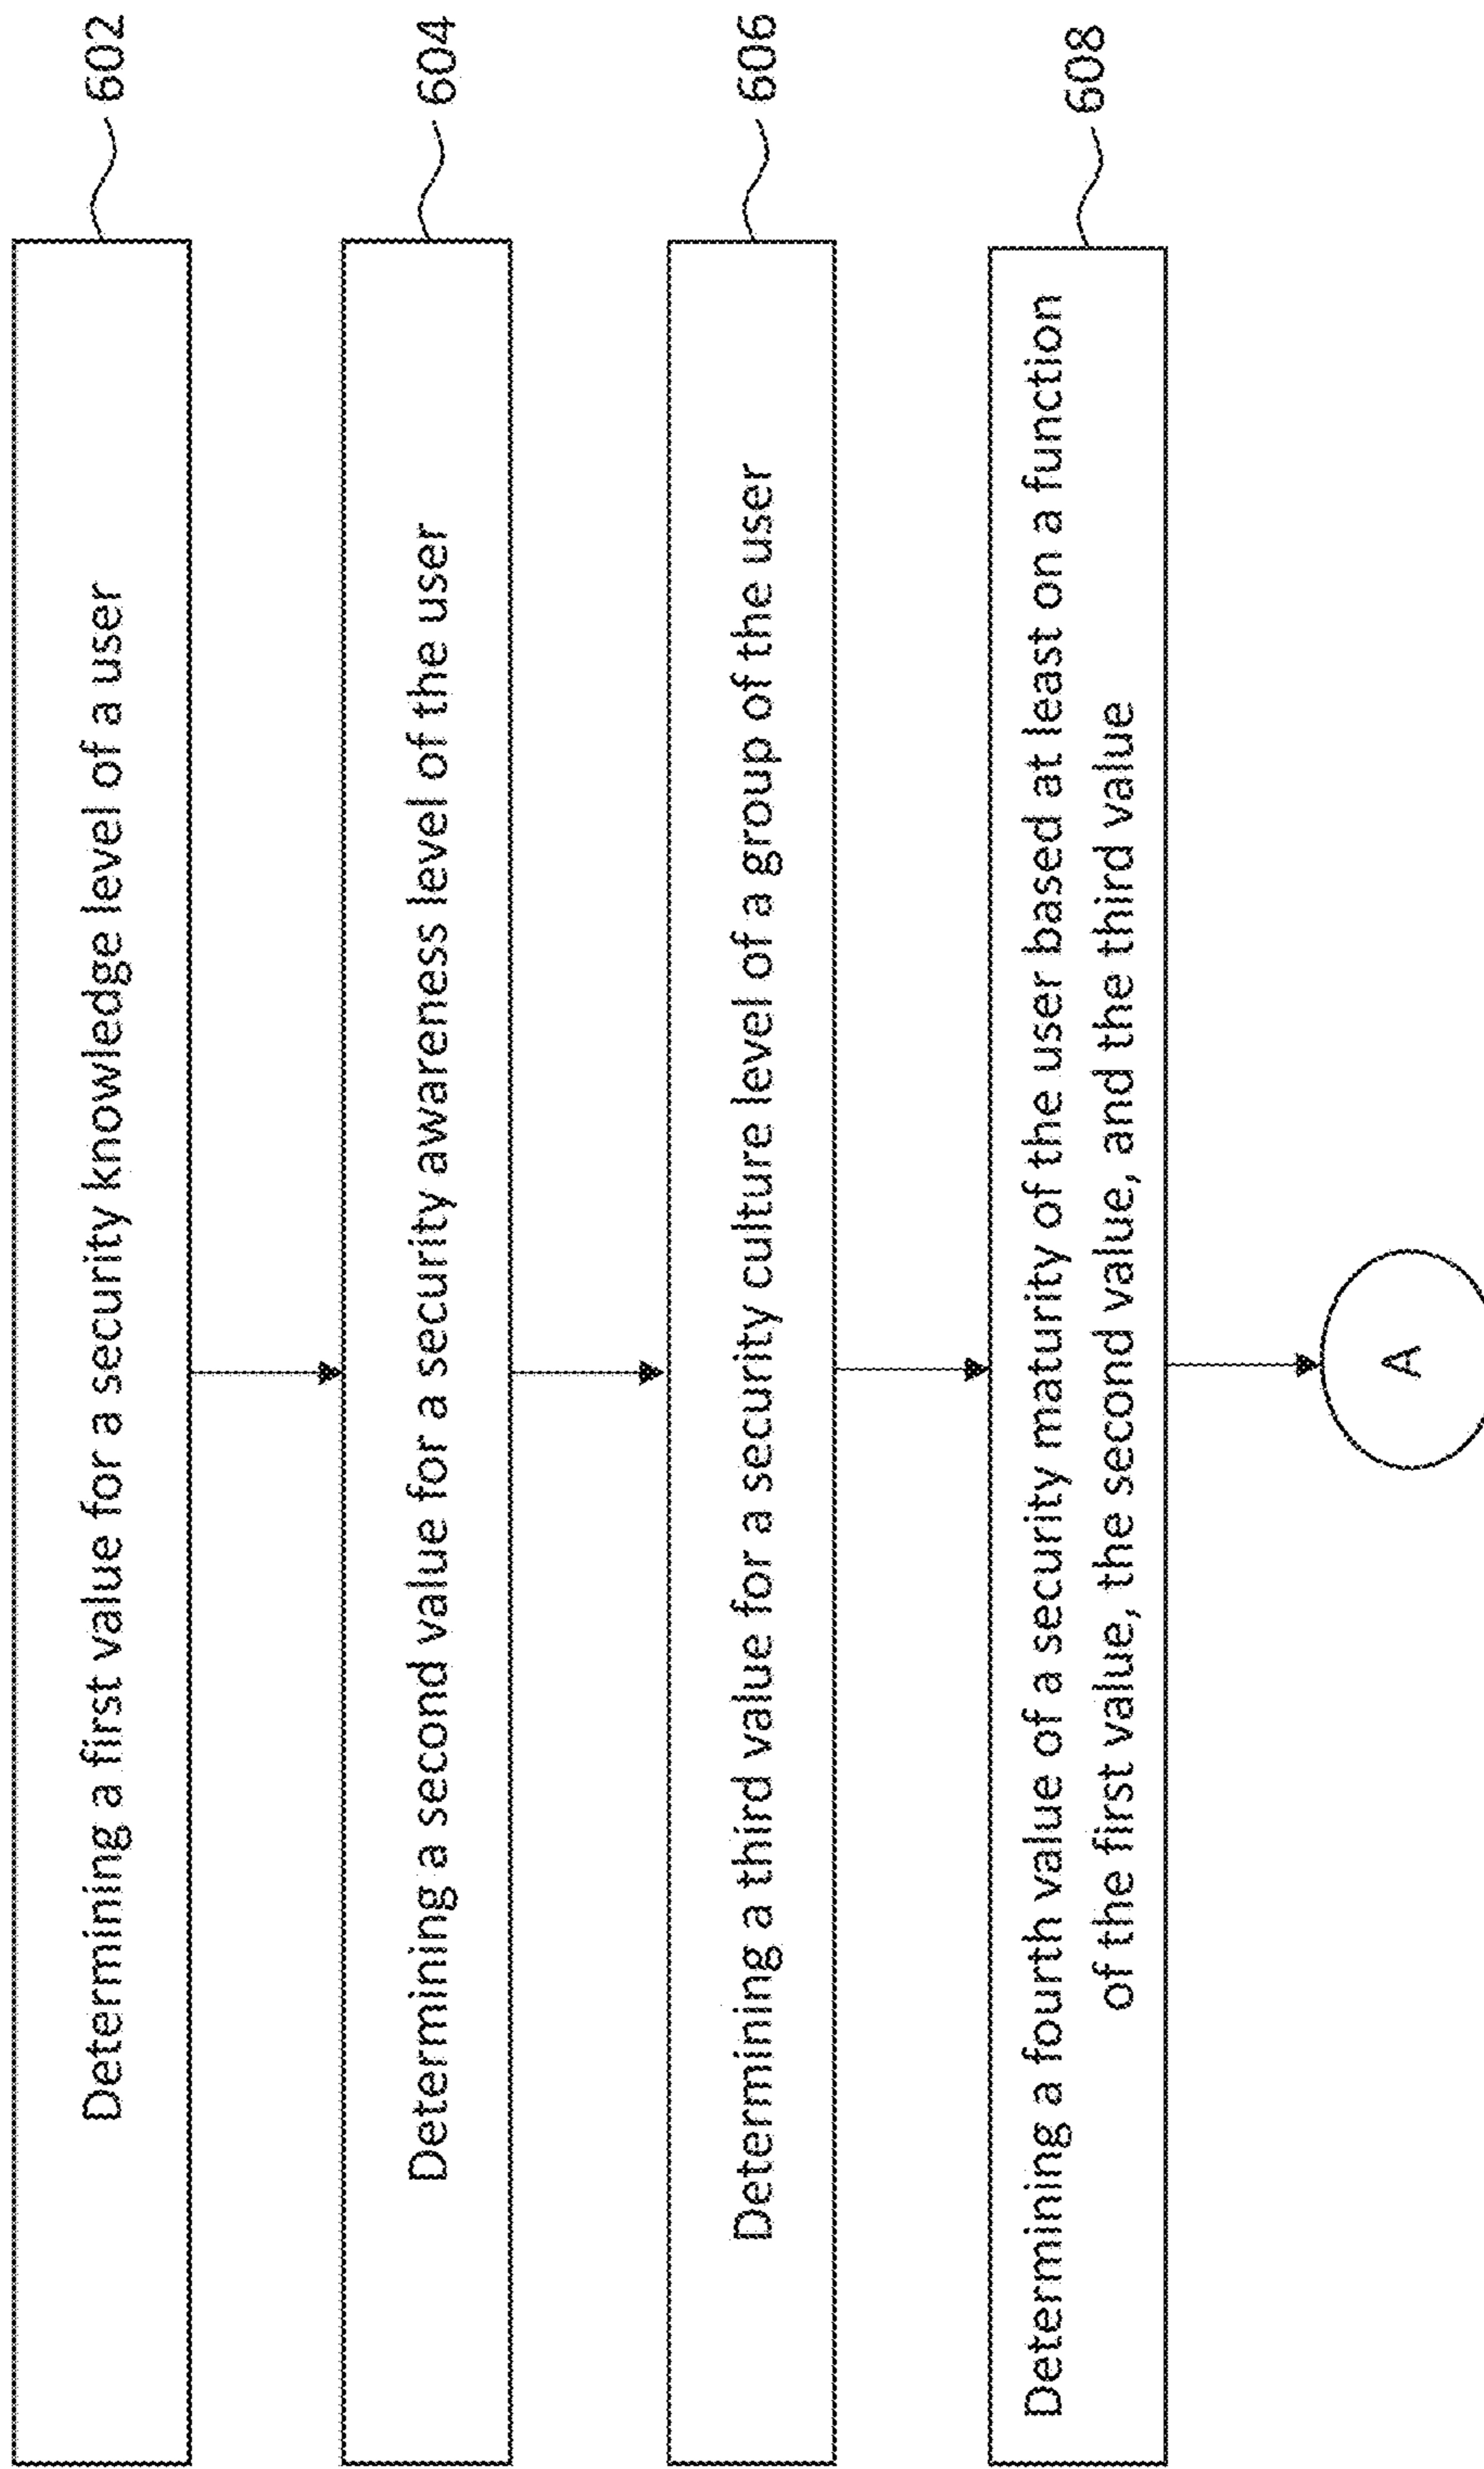 Determining a first value for a security knowledge level of a user
602
Determining a second value for a security awareness level of the user
604
Determining a third value for a security culture level of a group of the user
606
Determining a fourth value of a security maturity of the user based at least on a function
of the first value, the second value, and the third value
608
A